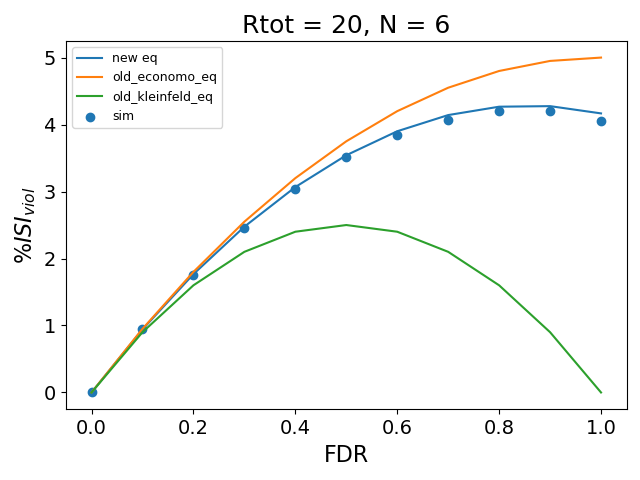 Rtot = 20, N = 6
new eq
old_economo_eq
old_kleinfeld_eq
sim
%ISI_viol
5
4
3
2
1
0
0.0 0.2 0.4 0.6 0.8 1.0
FDR